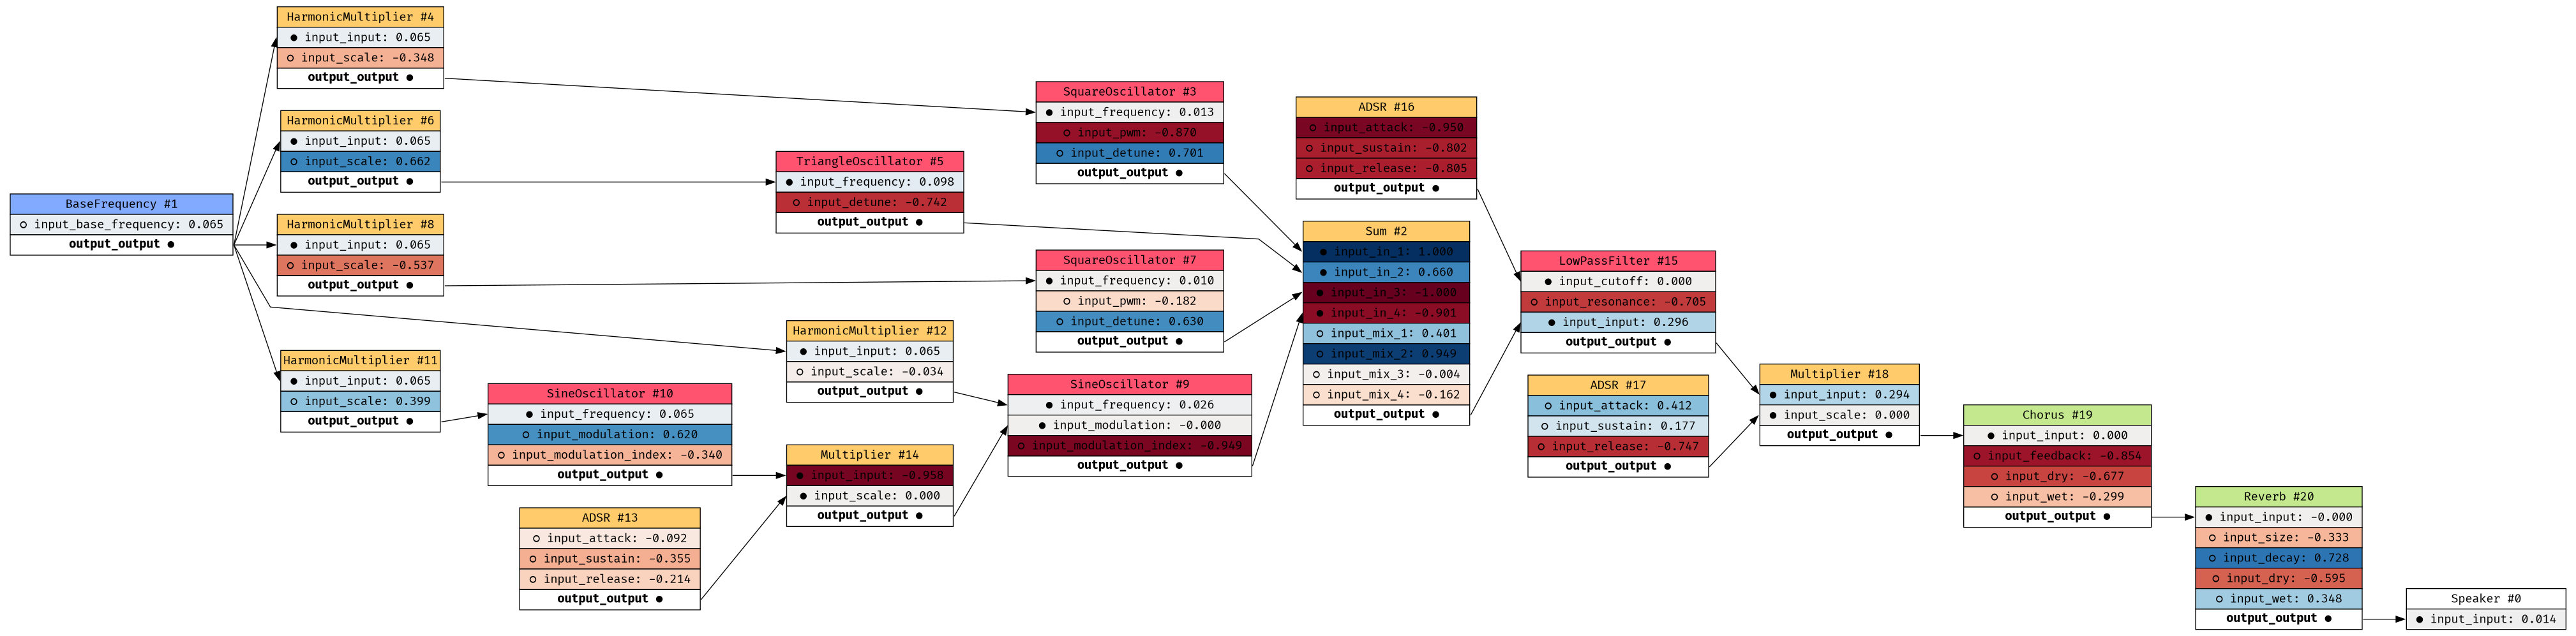 BaseFrequency #1
○ input_base_frequency: 0.065
output_output ●
HarmonicMultiplier #4
● input_input: 0.065
○ input_scale: -0.348
output_output ●
HarmonicMultiplier #6
● input_input: 0.065
○ input_scale: 0.662
output_output ●
HarmonicMultiplier #8
● input_input: 0.065
○ input_scale: -0.537
output_output ●
HarmonicMultiplier #11
● input_input: 0.065
○ input_scale: 0.399
output_output ●
SineOscillator #10
● input_frequency: 0.065
○ input_modulation: 0.620
○ input_modulation_index: -0.340
output_output ●
ADSR #13
○ input_attack: -0.092
○ input_sustain: -0.355
○ input_release: -0.214
output_output ●
TriangleOscillator #5
● input_frequency: 0.098
○ input_detune: -0.742
output_output ●
HarmonicMultiplier #12
● input_input: 0.065
○ input_scale: -0.034
output_output ●
Multiplier #14
● input_input: -0.958
● input_scale: 0.000
output_output ●
SquareOscillator #3
● input_frequency: 0.013
○ input_pwm: -0.870
○ input_detune: 0.701
output_output ●
SquareOscillator #7
● input_frequency: 0.010
○ input_pwm: -0.182
○ input_detune: 0.630
output_output ●
SineOscillator #9
● input_frequency: 0.026
● input_modulation: -0.000
○ input_modulation_index: -0.949
output_output ●
ADSR #16
○ input_attack: -0.950
○ input_sustain: -0.802
○ input_release: -0.805
output_output ●
Sum #2
● input_in_1: 1.000
● input_in_2: 0.660
● input_in_3: -1.000
● input_in_4: -0.901
○ input_mix_1: 0.401
○ input_mix_2: 0.949
○ input_mix_3: -0.004
○ input_mix_4: -0.162
output_output ●
LowPassFilter #15
● input_cutoff: 0.000
○ input_resonance: -0.705
● input_input: 0.296
output_output ●
ADSR #17
○ input_attack: 0.412
○ input_sustain: 0.177
○ input_release: -0.747
output_output ●
Multiplier #18
● input_input: 0.294
● input_scale: 0.000
output_output ●
Chorus #19
● input_input: 0.000
○ input_feedback: -0.854
○ input_dry: -0.677
○ input_wet: -0.299
output_output ●
Reverb #20
● input_input: -0.000
○ input_size: -0.333
○ input_decay: 0.728
○ input_dry: -0.595
○ input_wet: 0.348
output_output ●
Speaker #0
● input_input: 0.014